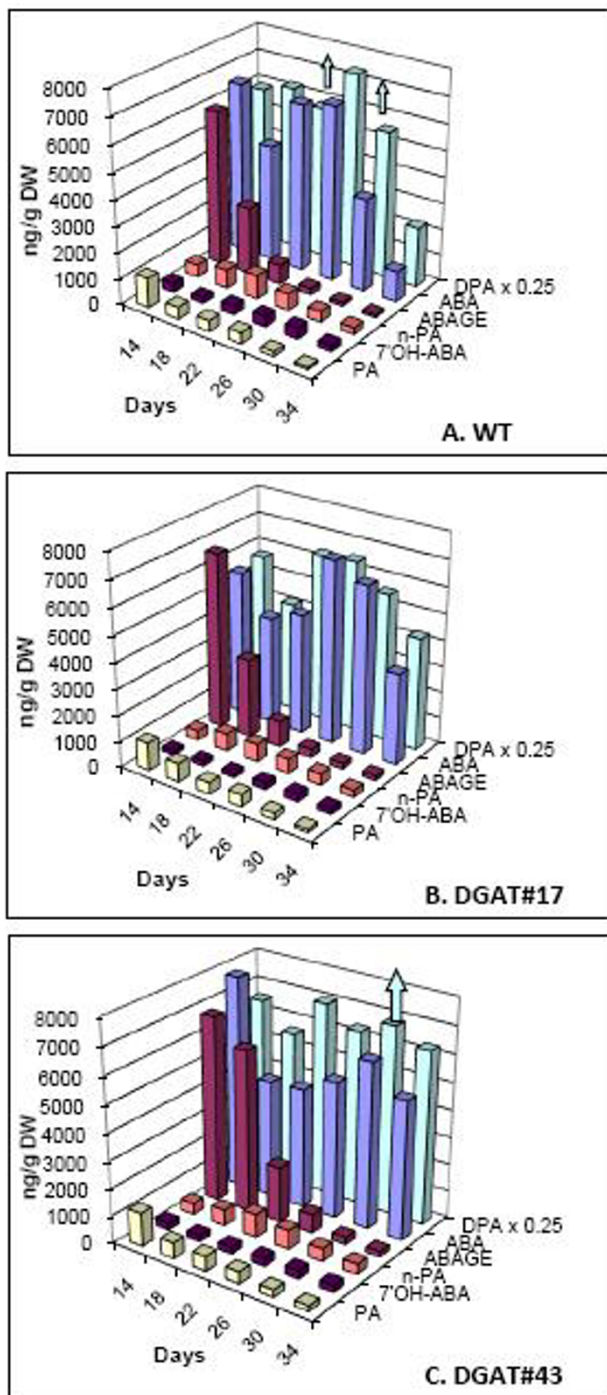 8000
7000
6000
5000
4000
3000
2000
1000
0
ng/g DW
14
18
22
26
30
34
Days
DPA x 0.25
ABA
ABAGE
n-PA
7'OH-ABA
PA
A. WT
8000
7000
6000
5000
4000
3000
2000
1000
0
ng/g DW
14
18
22
26
30
34
Days
DPA x 0.25
ABA
ABAGE
n-PA
7'OH-ABA
PA
B. DGAT#17
8000
7000
6000
5000
4000
3000
2000
1000
0
ng/g DW
14
18
22
26
30
34
Days
DPA x 0.25
ABA
ABAGE
n-PA
7'OH-ABA
PA
C. DGAT#43